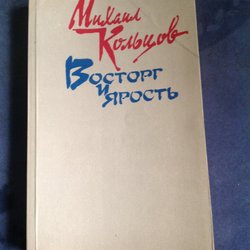 Михаил
Кольцов
Восторг
и
ярость